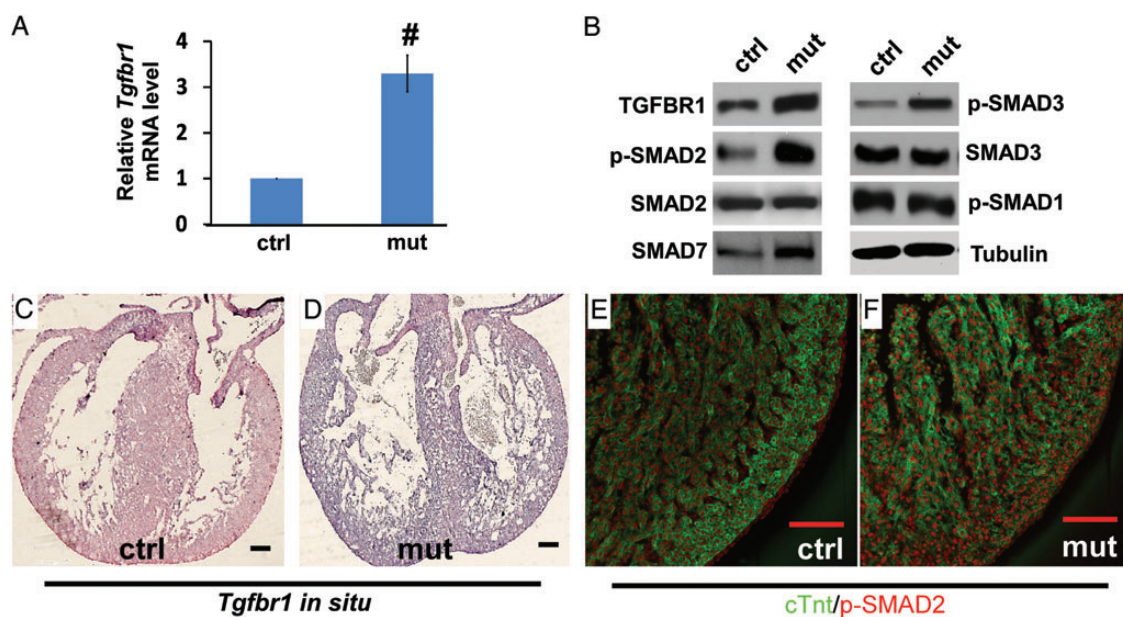 A
Relative Tgfbr1
mRNA level
4
3
2
1
0
#
ctrl
mut
B
ctrl
mut
ctrl
mut
TGFBR1
p-SMAD3
p-SMAD2
SMAD3
SMAD2
p-SMAD1
SMAD7
Tubulin
C
ctrl
D
mut
Tgfbr1 in situ
E
ctrl
F
mut
cTnt/p-SMAD2